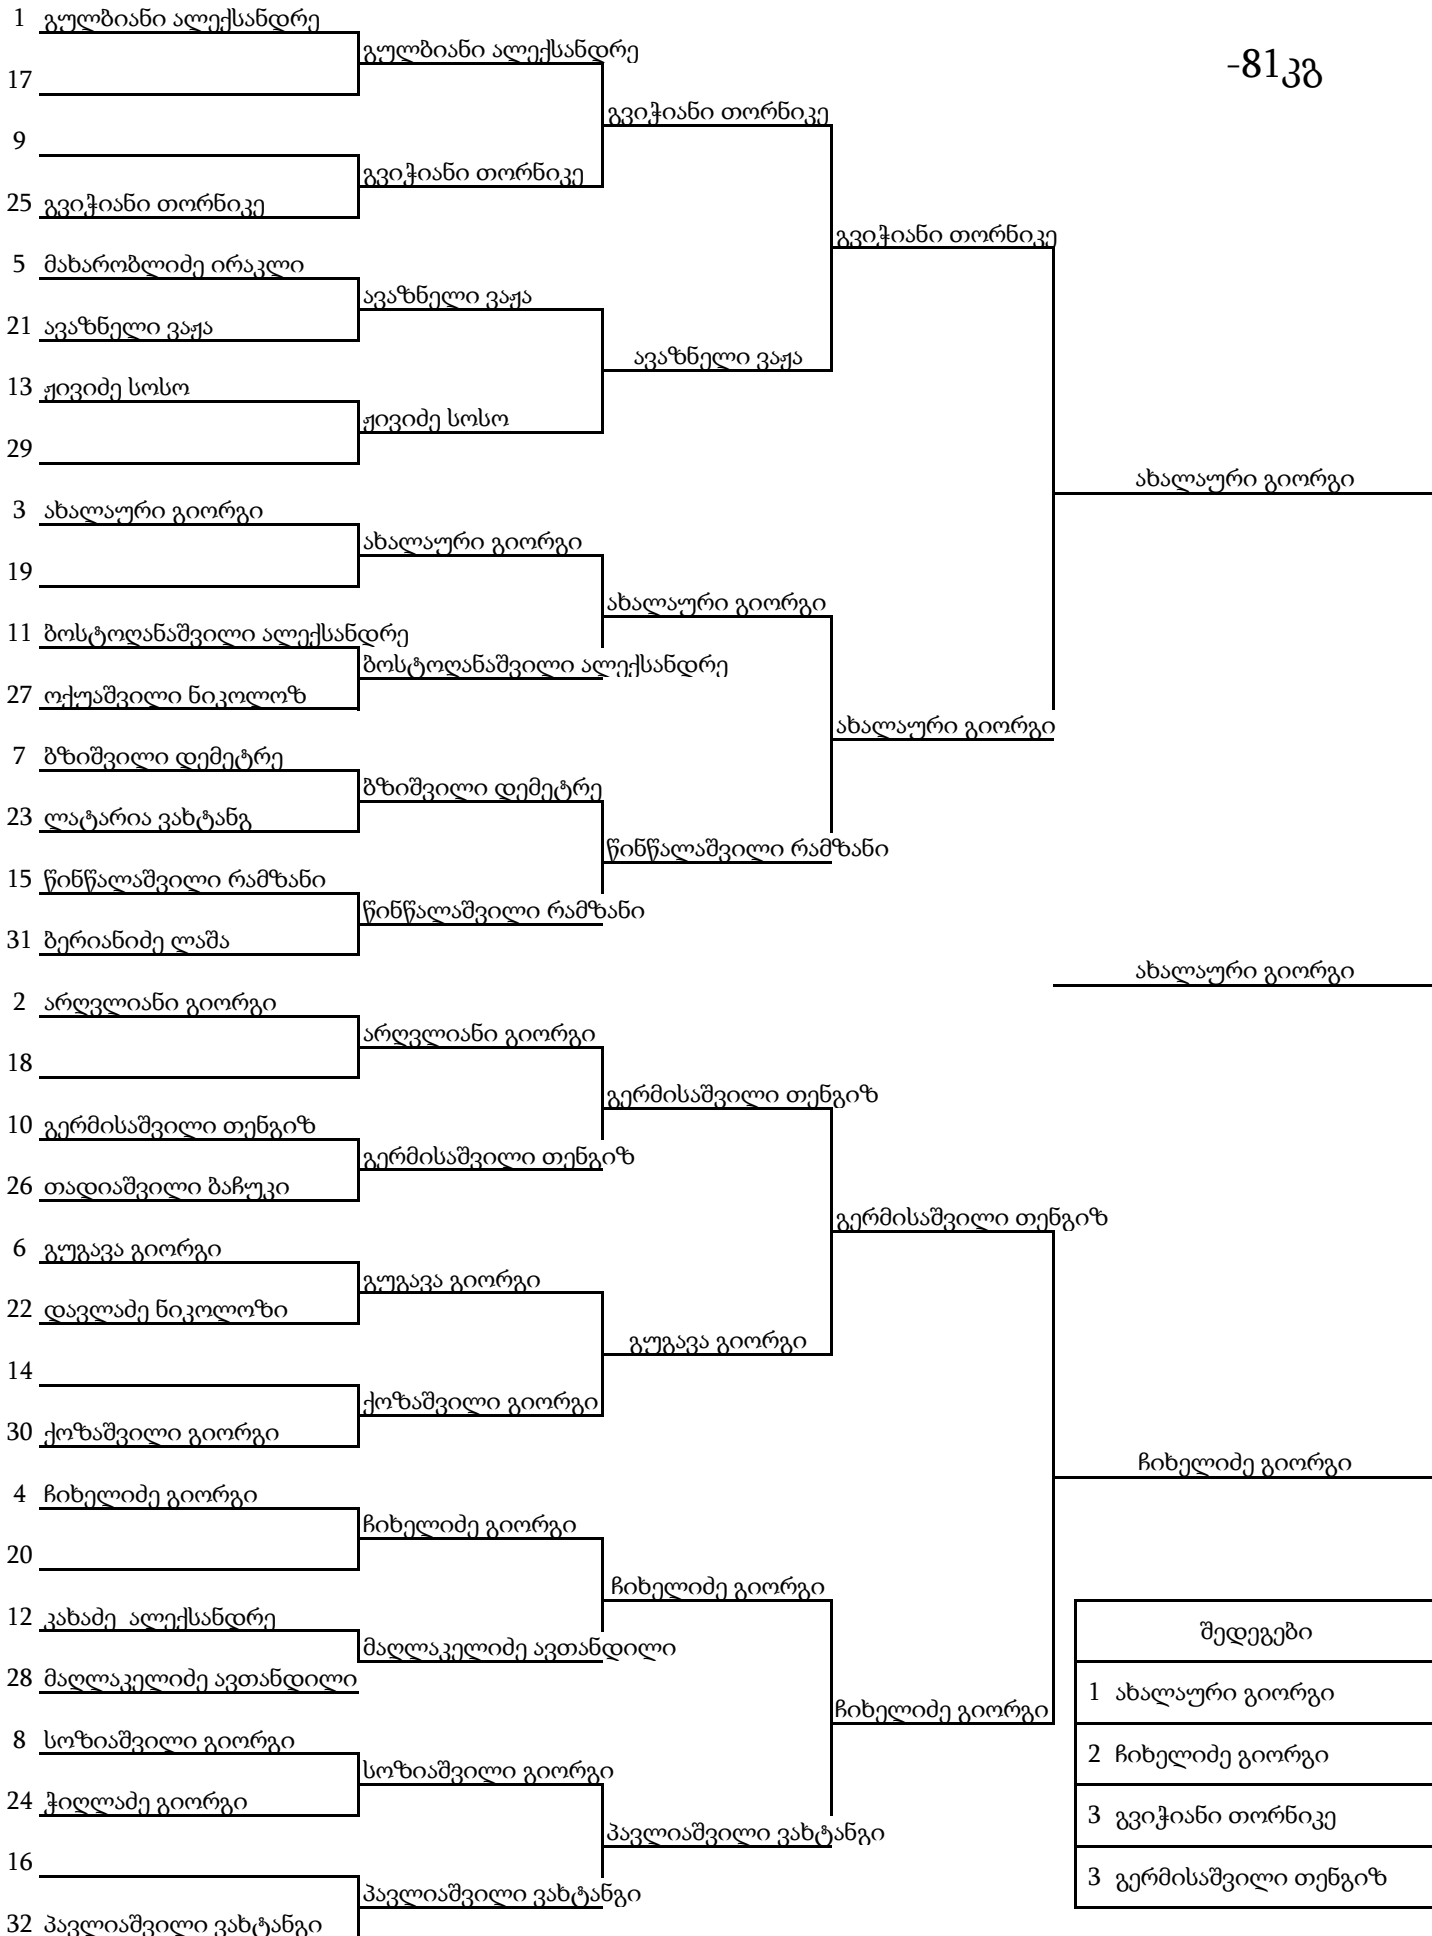 1 გულბიანი ალექსანდრე
გულბიანი ალექსანდრე
-81კგ
17
გვიჭიანი თორნიკე
9
გვიჭიანი თორნიკე
25 გვიჭიანი თორნიკე
გვიჭიანი თორნიკე
5 მახარობლიძე ირაკლი
ავაზნელი ვაჟა
21 ავაზნელი ვაჟა
ავაზნელი ვაჟა
13 ჟივიძე სოსო
ჟივიძე სოსო
29
ახალაური გიორგი
3 ახალაური გიორგი
ახალაური გიორგი
19
ახალაური გიორგი
11 ბოსტოღანაშვილი ალექსანდრე
ბოსტოღანაშვილი ალექსანდრე
27 ოქუაშვილი ნიკოლოზ
ახალაური გიორგი
7 ბზიშვილი დემეტრე
ბზიშვილი დემეტრე
23 ლატარია ვახტანგ
წინწალაშვილი რამზანი
15 წინწალაშვილი რამზანი
წინწალაშვილი რამზანი
31 ბერიანიძე ლაშა
ახალაური გიორგი
2 არღვლიანი გიორგი
არღვლიანი გიორგი
18
გერმისაშვილი თენგიზ
10 გერმისაშვილი თენგიზ
გერმისაშვილი თენგიზ
26 თადიაშვილი ბაჩუკი
გერმისაშვილი თენგიზ
6 გუგავა გიორგი
გუგავა გიორგი
22 დავლაძე ნიკოლოზი
გუგავა გიორგი
14
ქოზაშვილი გიორგი
30 ქოზაშვილი გიორგი
ჩიხელიძე გიორგი
4 ჩიხელიძე გიორგი
ჩიხელიძე გიორგი
20
ჩიხელიძე გიორგი
12 კახაძე ალექსანდრე
შედეგები
მაღლაკელიძე ავთანდილი
28 მაღლაკელიძე ავთანდილი
1 ახალაური გიორგი
ჩიხელიძე გიორგი
8 სოზიაშვილი გიორგი
2 ჩიხელიძე გიორგი
სოზიაშვილი გიორგი
24 ჭიღლაძე გიორგი
3 გვიჭიანი თორნიკე
პავლიაშვილი ვახტანგი
16
3 გერმისაშვილი თენგიზ
პავლიაშვილი ვახტანგი
32 პავლიაშვილი ვახტანგი